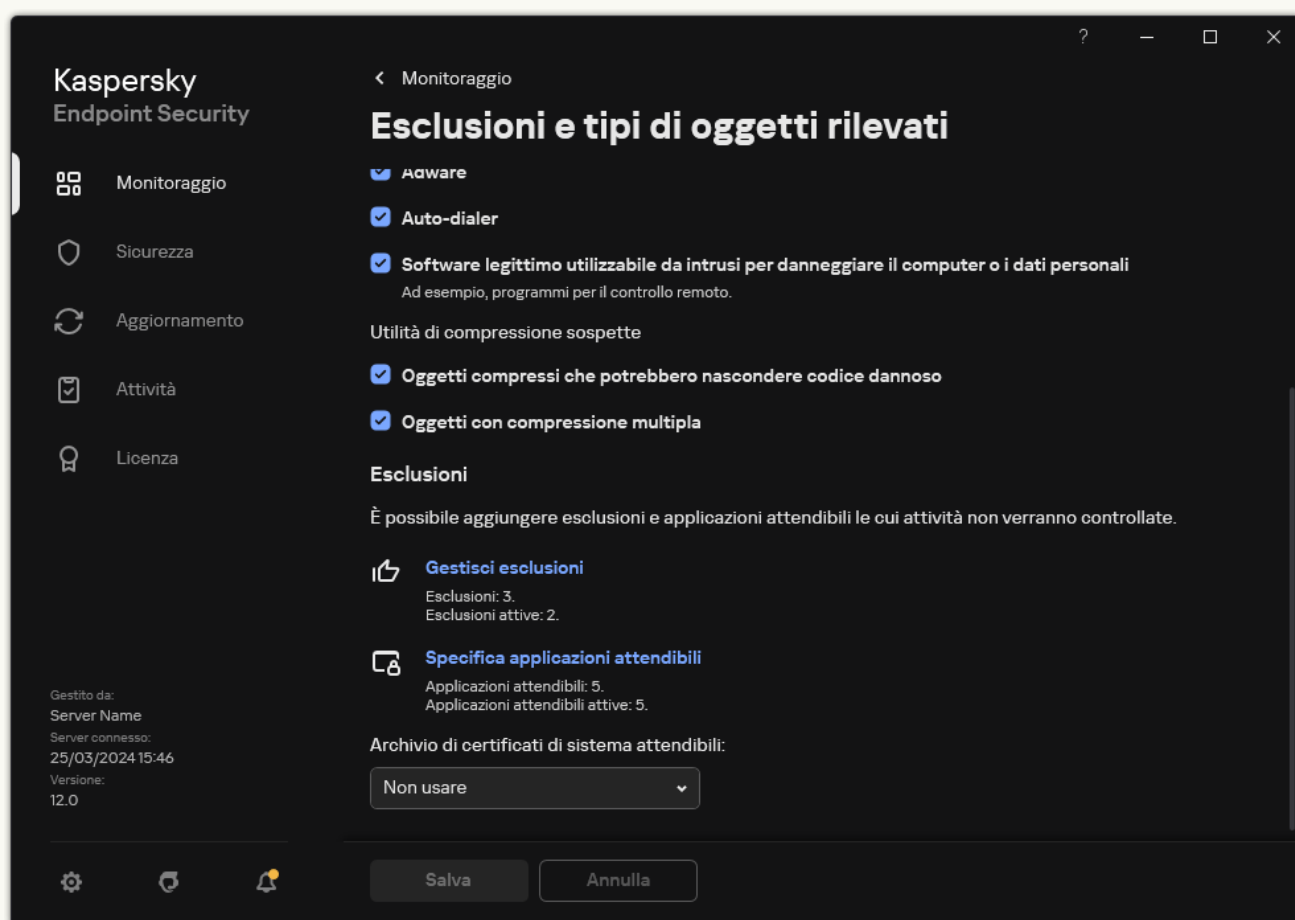 ?
Kaspersky
Endpoint Security
Monitoraggio
Sicurezza
Aggiornamento
Attività
Licenza
Gestito da:
Server Name
Server connesso:
25/03/2024 15:46
Versione:
12.0
Monitoraggio
Esclusioni e tipi di oggetti rilevati
Adware
Auto-dialer
Software legittimo utilizzabile da intrusi per danneggiare il computer o i dati personali
Ad esempio, programmi per il controllo remoto.
Utilità di compressione sospette
Oggetti compressi che potrebbero nascondere codice dannoso
Oggetti con compressione multipla
Esclusioni
È possibile aggiungere esclusioni e applicazioni attendibili le cui attività non verranno controllate.
Gestisci esclusioni
Esclusioni: 3.
Esclusioni attive: 2.
Specifica applicazioni attendibili
Applicazioni attendibili: 5.
Applicazioni attendibili attive: 5.
Archivio di certificati di sistema attendibili:
Non usare
Salva
Annulla